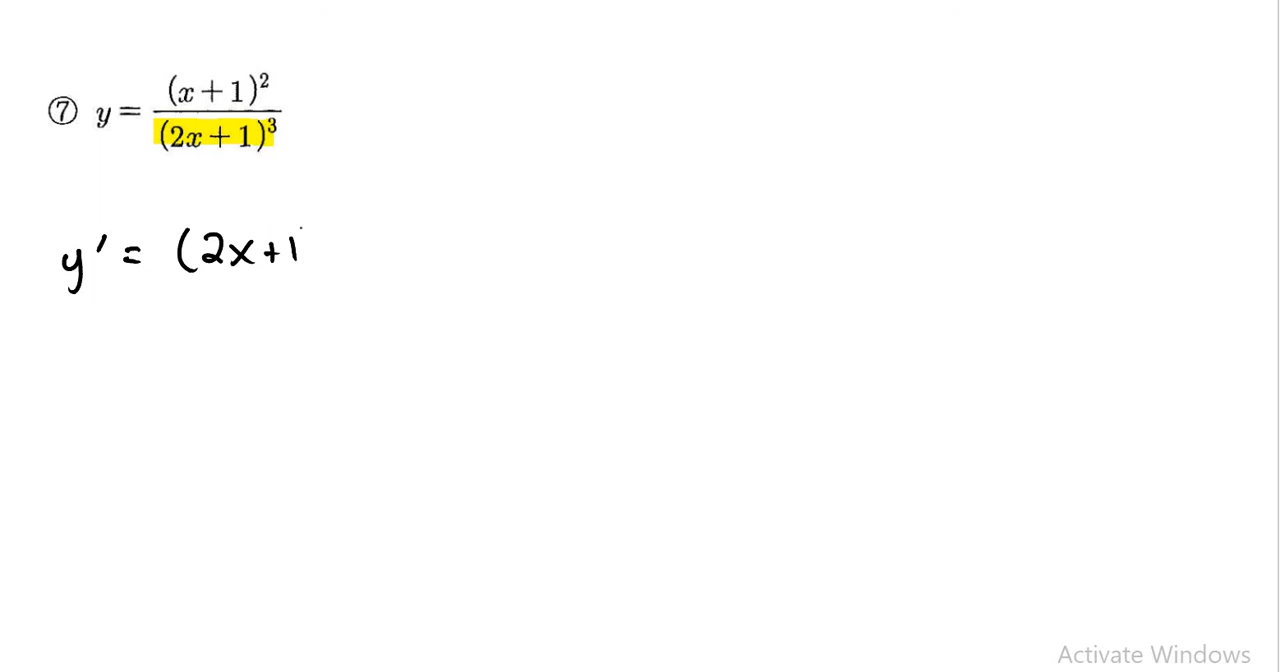 ⑦ y = (x+1)² / (2x+1)³
y' = (2x+1
Activate Windows